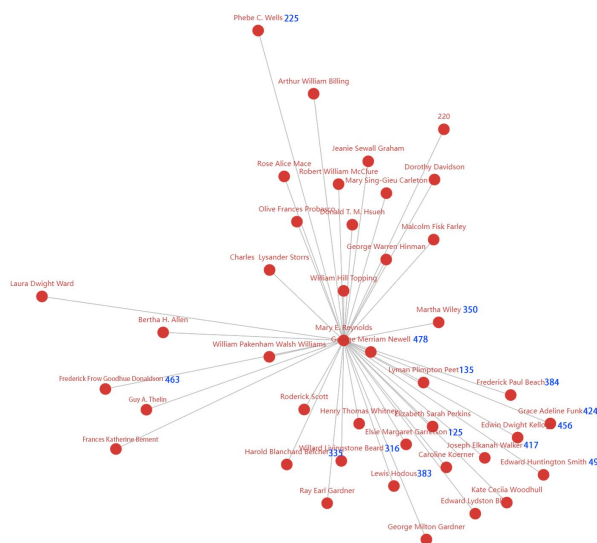 Phebe C. Wells 225
Arthur William Billing
220
Jeanie Sewall Graham
Rose Alice Mace
Robert William McClure
Dorothy Davidson
Mary Sing-Gieu Carleton
Olive Frances Probasco
Donald T. M. Hsueh
Malcolm Fisk Farley
George Warren Hinman
Charles Lysander Storrs
William Hill Topping
Laura Dwight Ward
Martha Wiley 350
Bertha H. Allen
Mary E. Reynolds
George Merriam Newell 478
William Pakenham Walsh Williams
Lyman Plimpton Peet 135
Frederick Frow Goodhue Donaldson 463
Frederick Paul Beach 384
Guy A. Thelin
Roderick Scott
Henry Thomas Whitney
Grace Adeline Funk 424
Elizabeth Sarah Perkins
Edwin Dwight Kellogg 456
Elsie Margaret Garretson 125
Frances Katherine Bement
Harold Blanchard Belcher 335
Willard Livingstone Beard 316
Caroline Koerner
Joseph Elkanah Walker 417
Lewis Hodous 383
Edward Huntington Smith 49
Ray Earl Gardner
Kate Cecilia Woodhull
Edward Lydston
George Milton Gardner